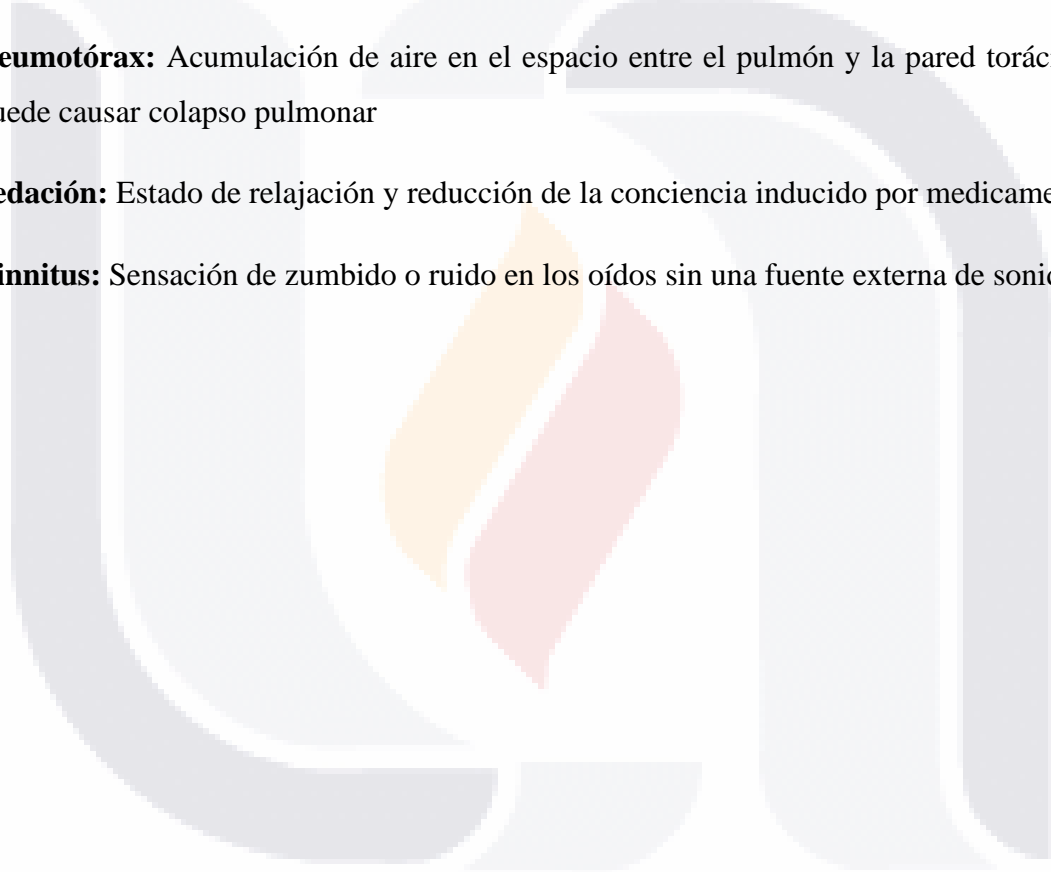 eumotórax: Acumulación de aire en el espacio entre el pulmón y la pared toráci
uede causar colapso pulmonar
edación: Estado de relajación y reducción de la conciencia inducido por medicame
innitus: Sensación de zumbido o ruido en los oídos sin una fuente externa de sonid